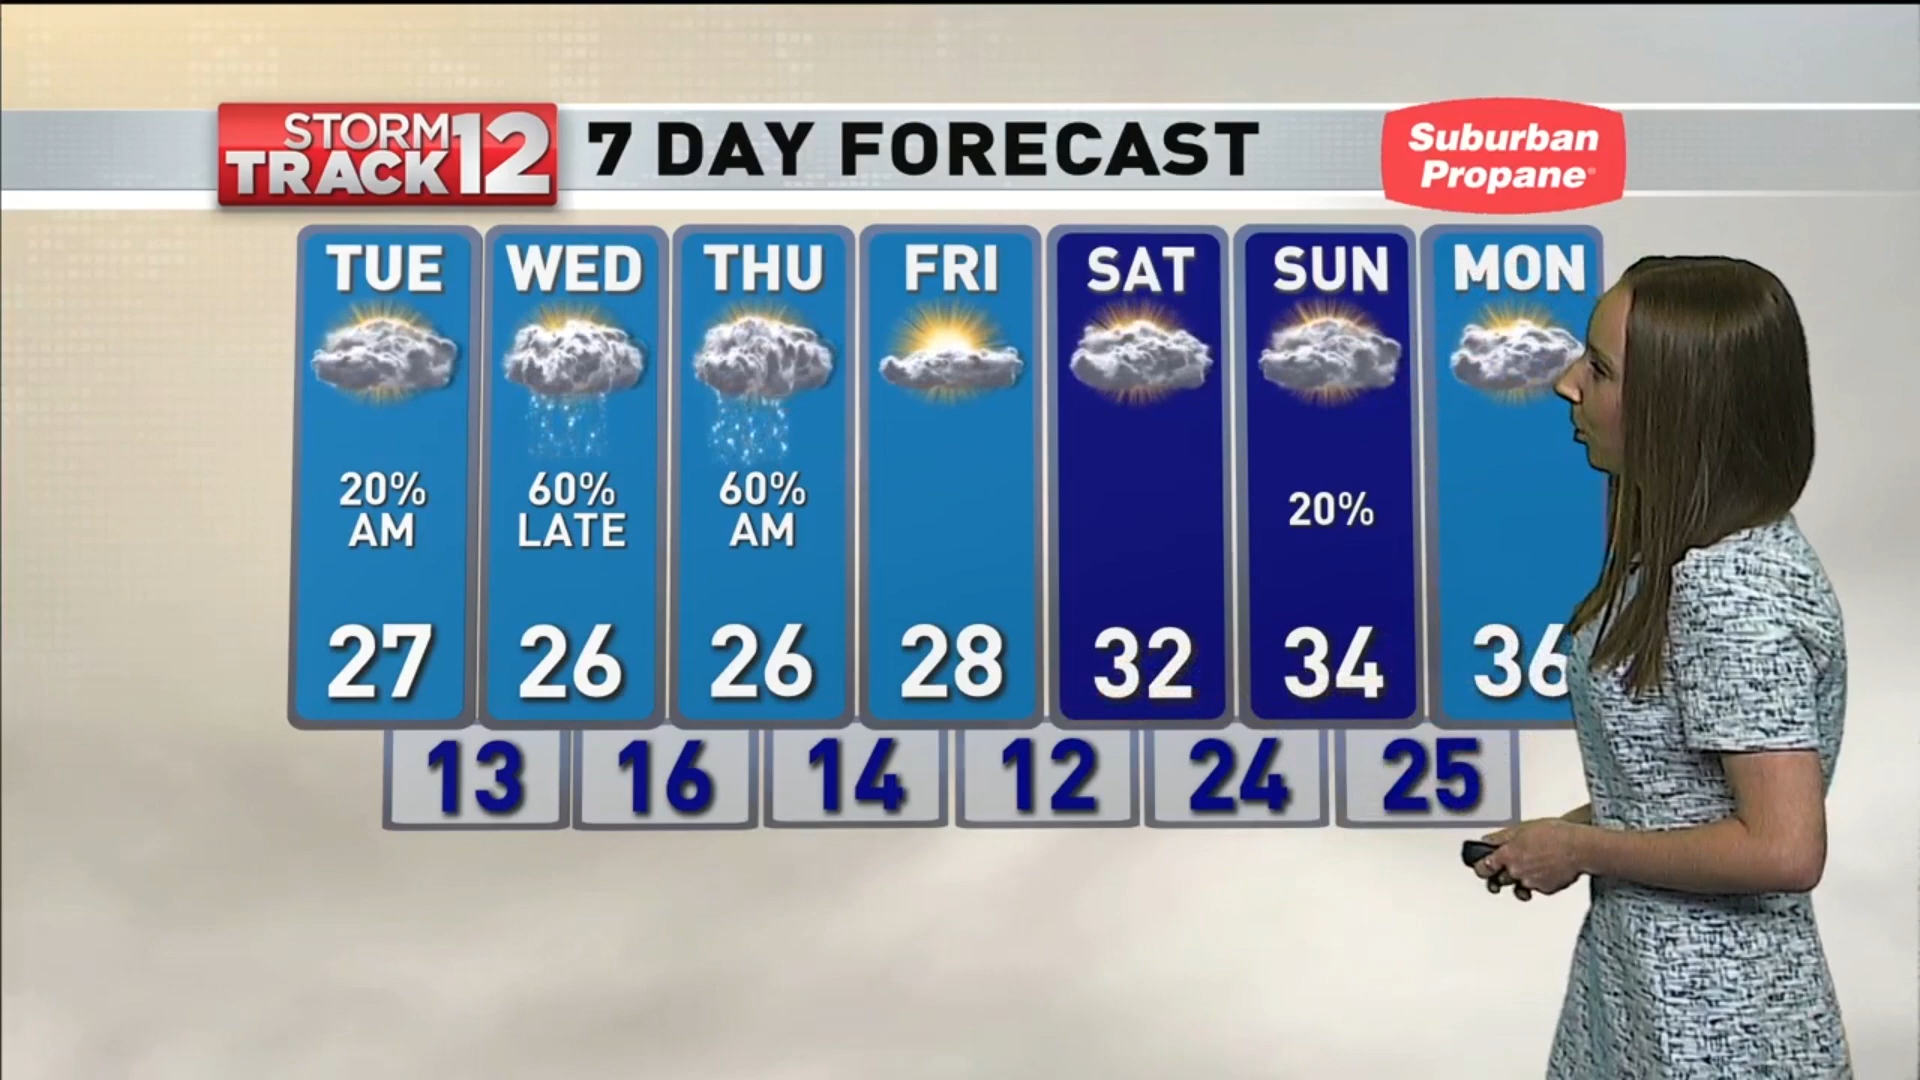 STORM
TRACK 12
7 DAY FORECAST
Suburban
Propane
TUE WED THU FRI SAT SUN MON
20% 60% 60% 20%
AM LATE AM
27 26 26 28 32 34 36
13 16 14 12 24 25